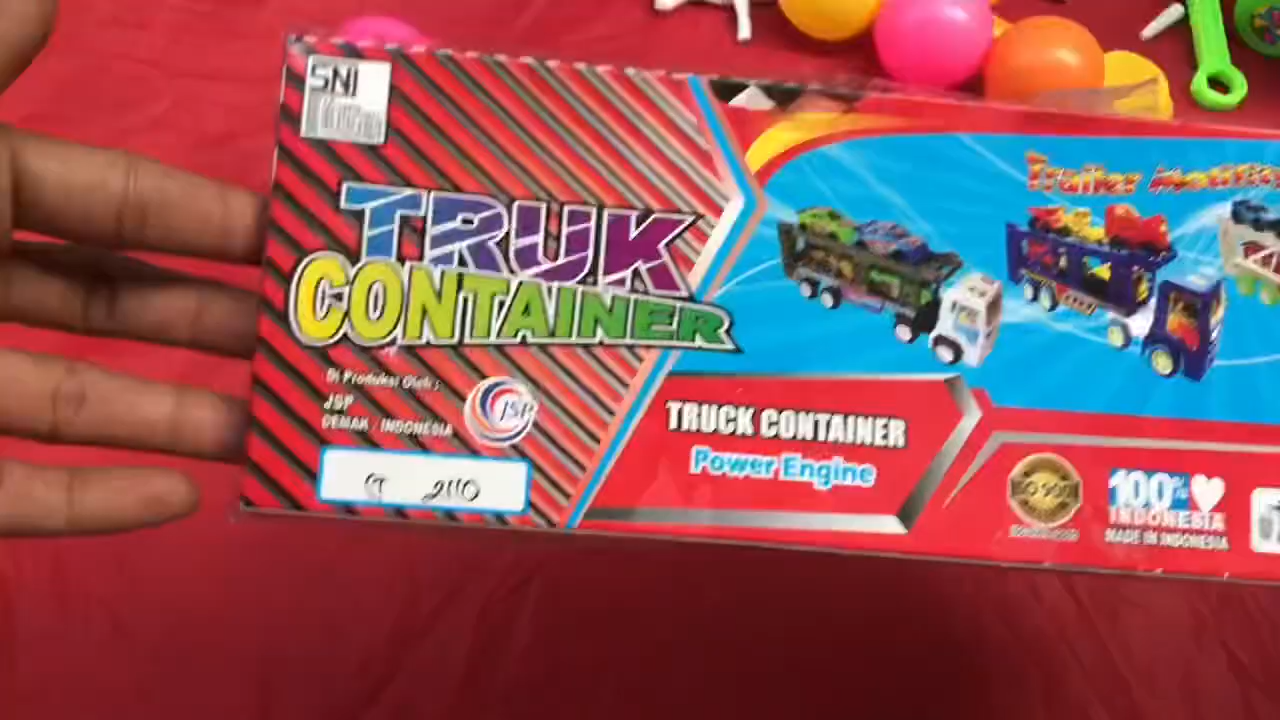 SNI
TRUK
CONTAINER
Di Produksi Oleh :
JSP
DEMAK - INDONESIA
JSP
Trailer
TRUCK CONTAINER
Power Engine
100%
INDONESIA
MADE IN INDONESIA